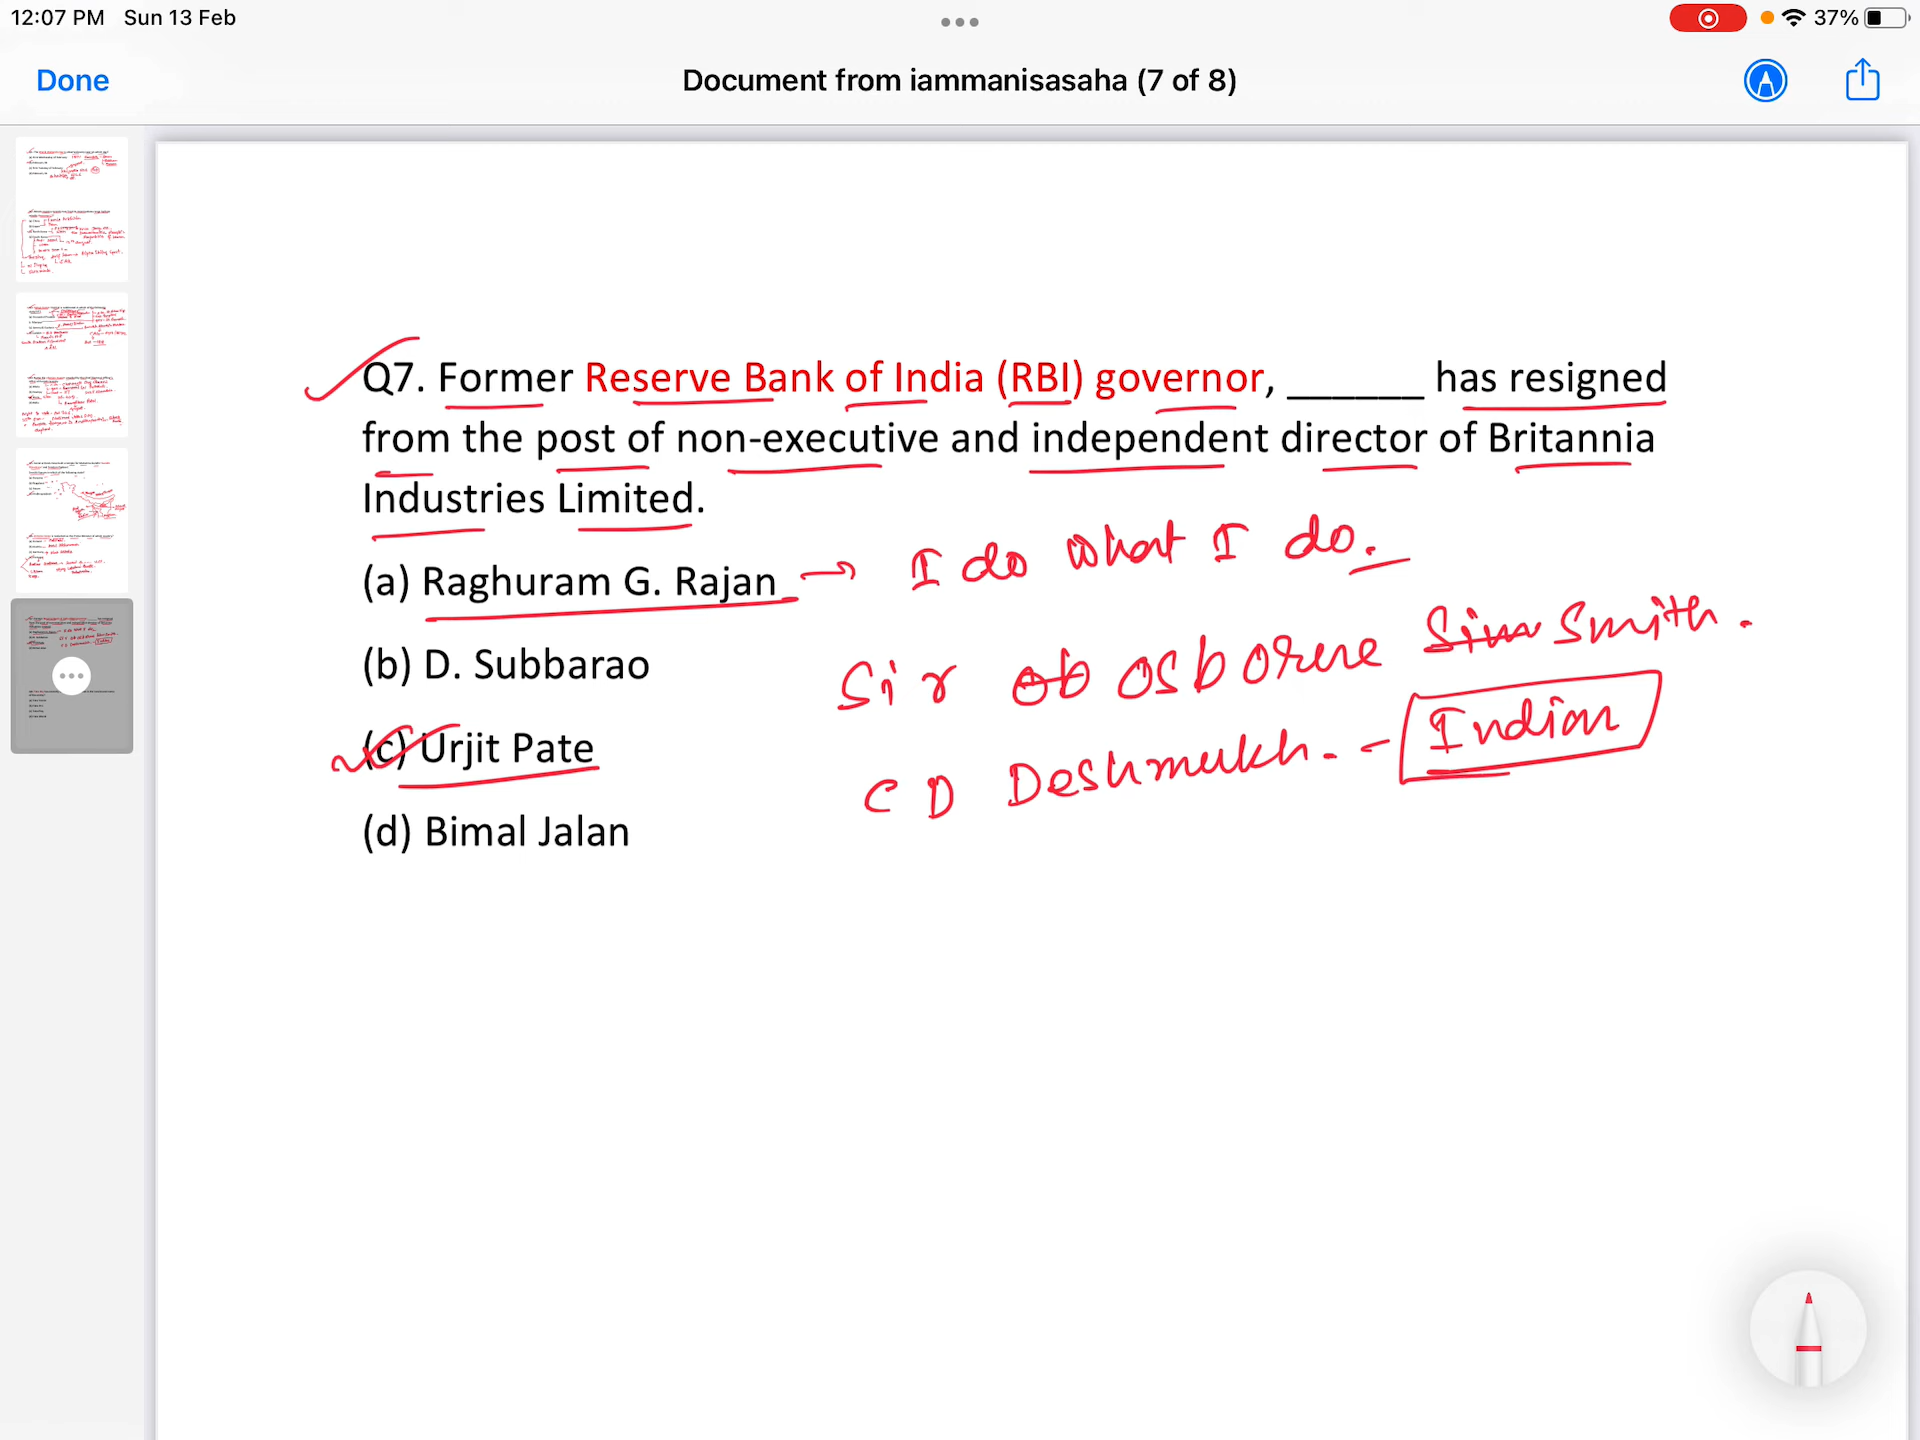 12:07 PM Sun 13 Feb
37%
Done
Document from iammanisasaha (7 of 8)
Q7. Former Reserve Bank of India (RBI) governor, ______ has resigned
from the post of non-executive and independent director of Britannia
Industries Limited.
(a) Raghuram G. Rajan → I do what I do.
(b) D. Subbarao
Sir Osborne Smith.
(c) Urjit Pate
C D Deshmukh. - Indian
(d) Bimal Jalan